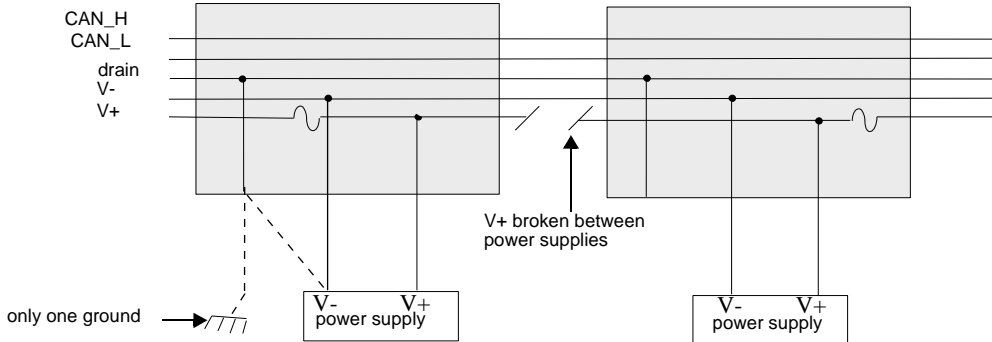 CAN_H
CAN_L
drain
V-
V+
V+ broken between
power supplies
only one ground
V- V+
power supply
V- V+
power supply